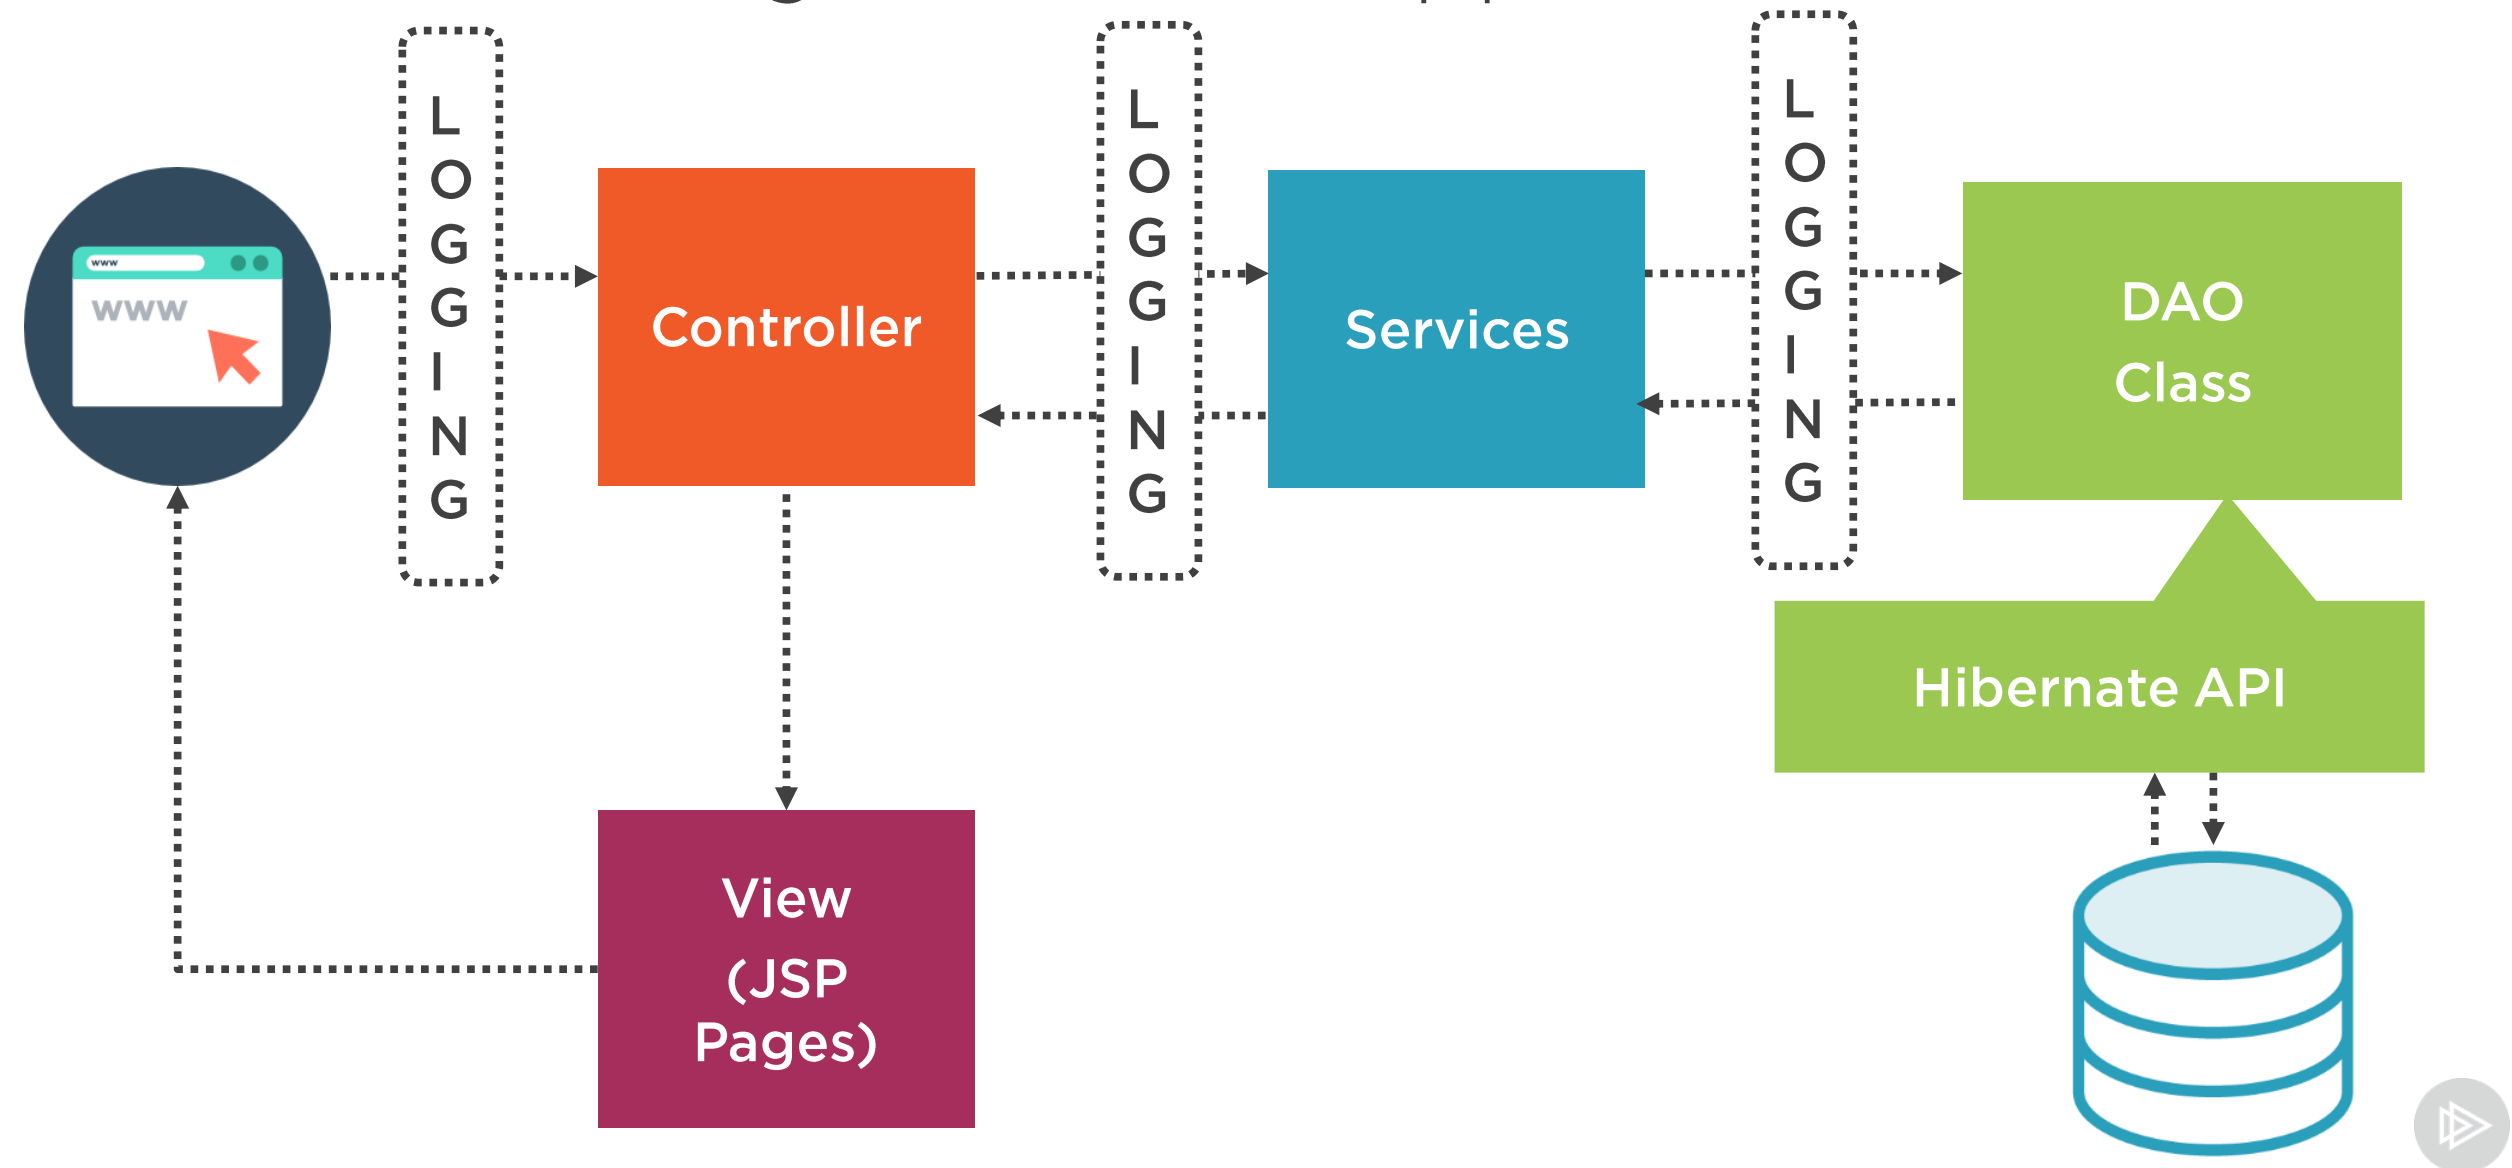 LOGGING
LOGGING
LOGGING
www
www
Controller
Services
DAO
Class
Hibernate API
View
(JSP
Pages)